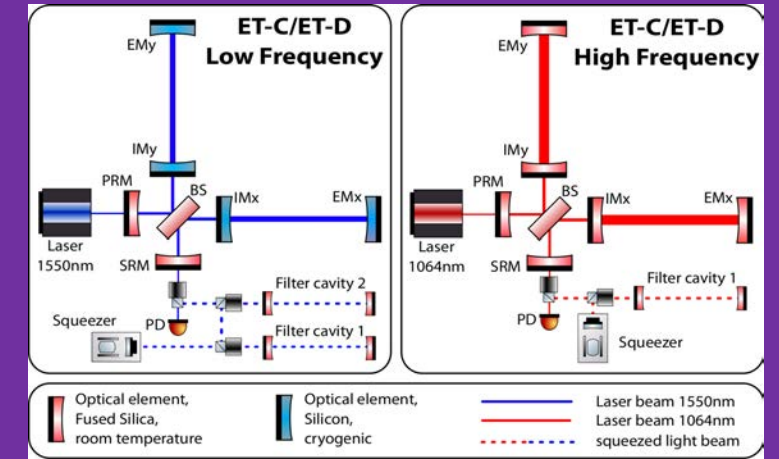 ET-C/ET-D
Low Frequency
EMy
IMy
PRM
BS
IMx
EMx
Laser
1550nm
SRM
Filter cavity 2
Squeezer
PD
Filter cavity 1
ET-C/ET-D
High Frequency
EMy
IMy
PRM
BS
IMx
EMx
Laser
1064nm
SRM
Filter cavity 1
PD
Squeezer
Optical element,
Fused Silica,
room temperature
Optical element,
Silicon,
cryogenic
Laser beam 1550nm
Laser beam 1064nm
squeezed light beam